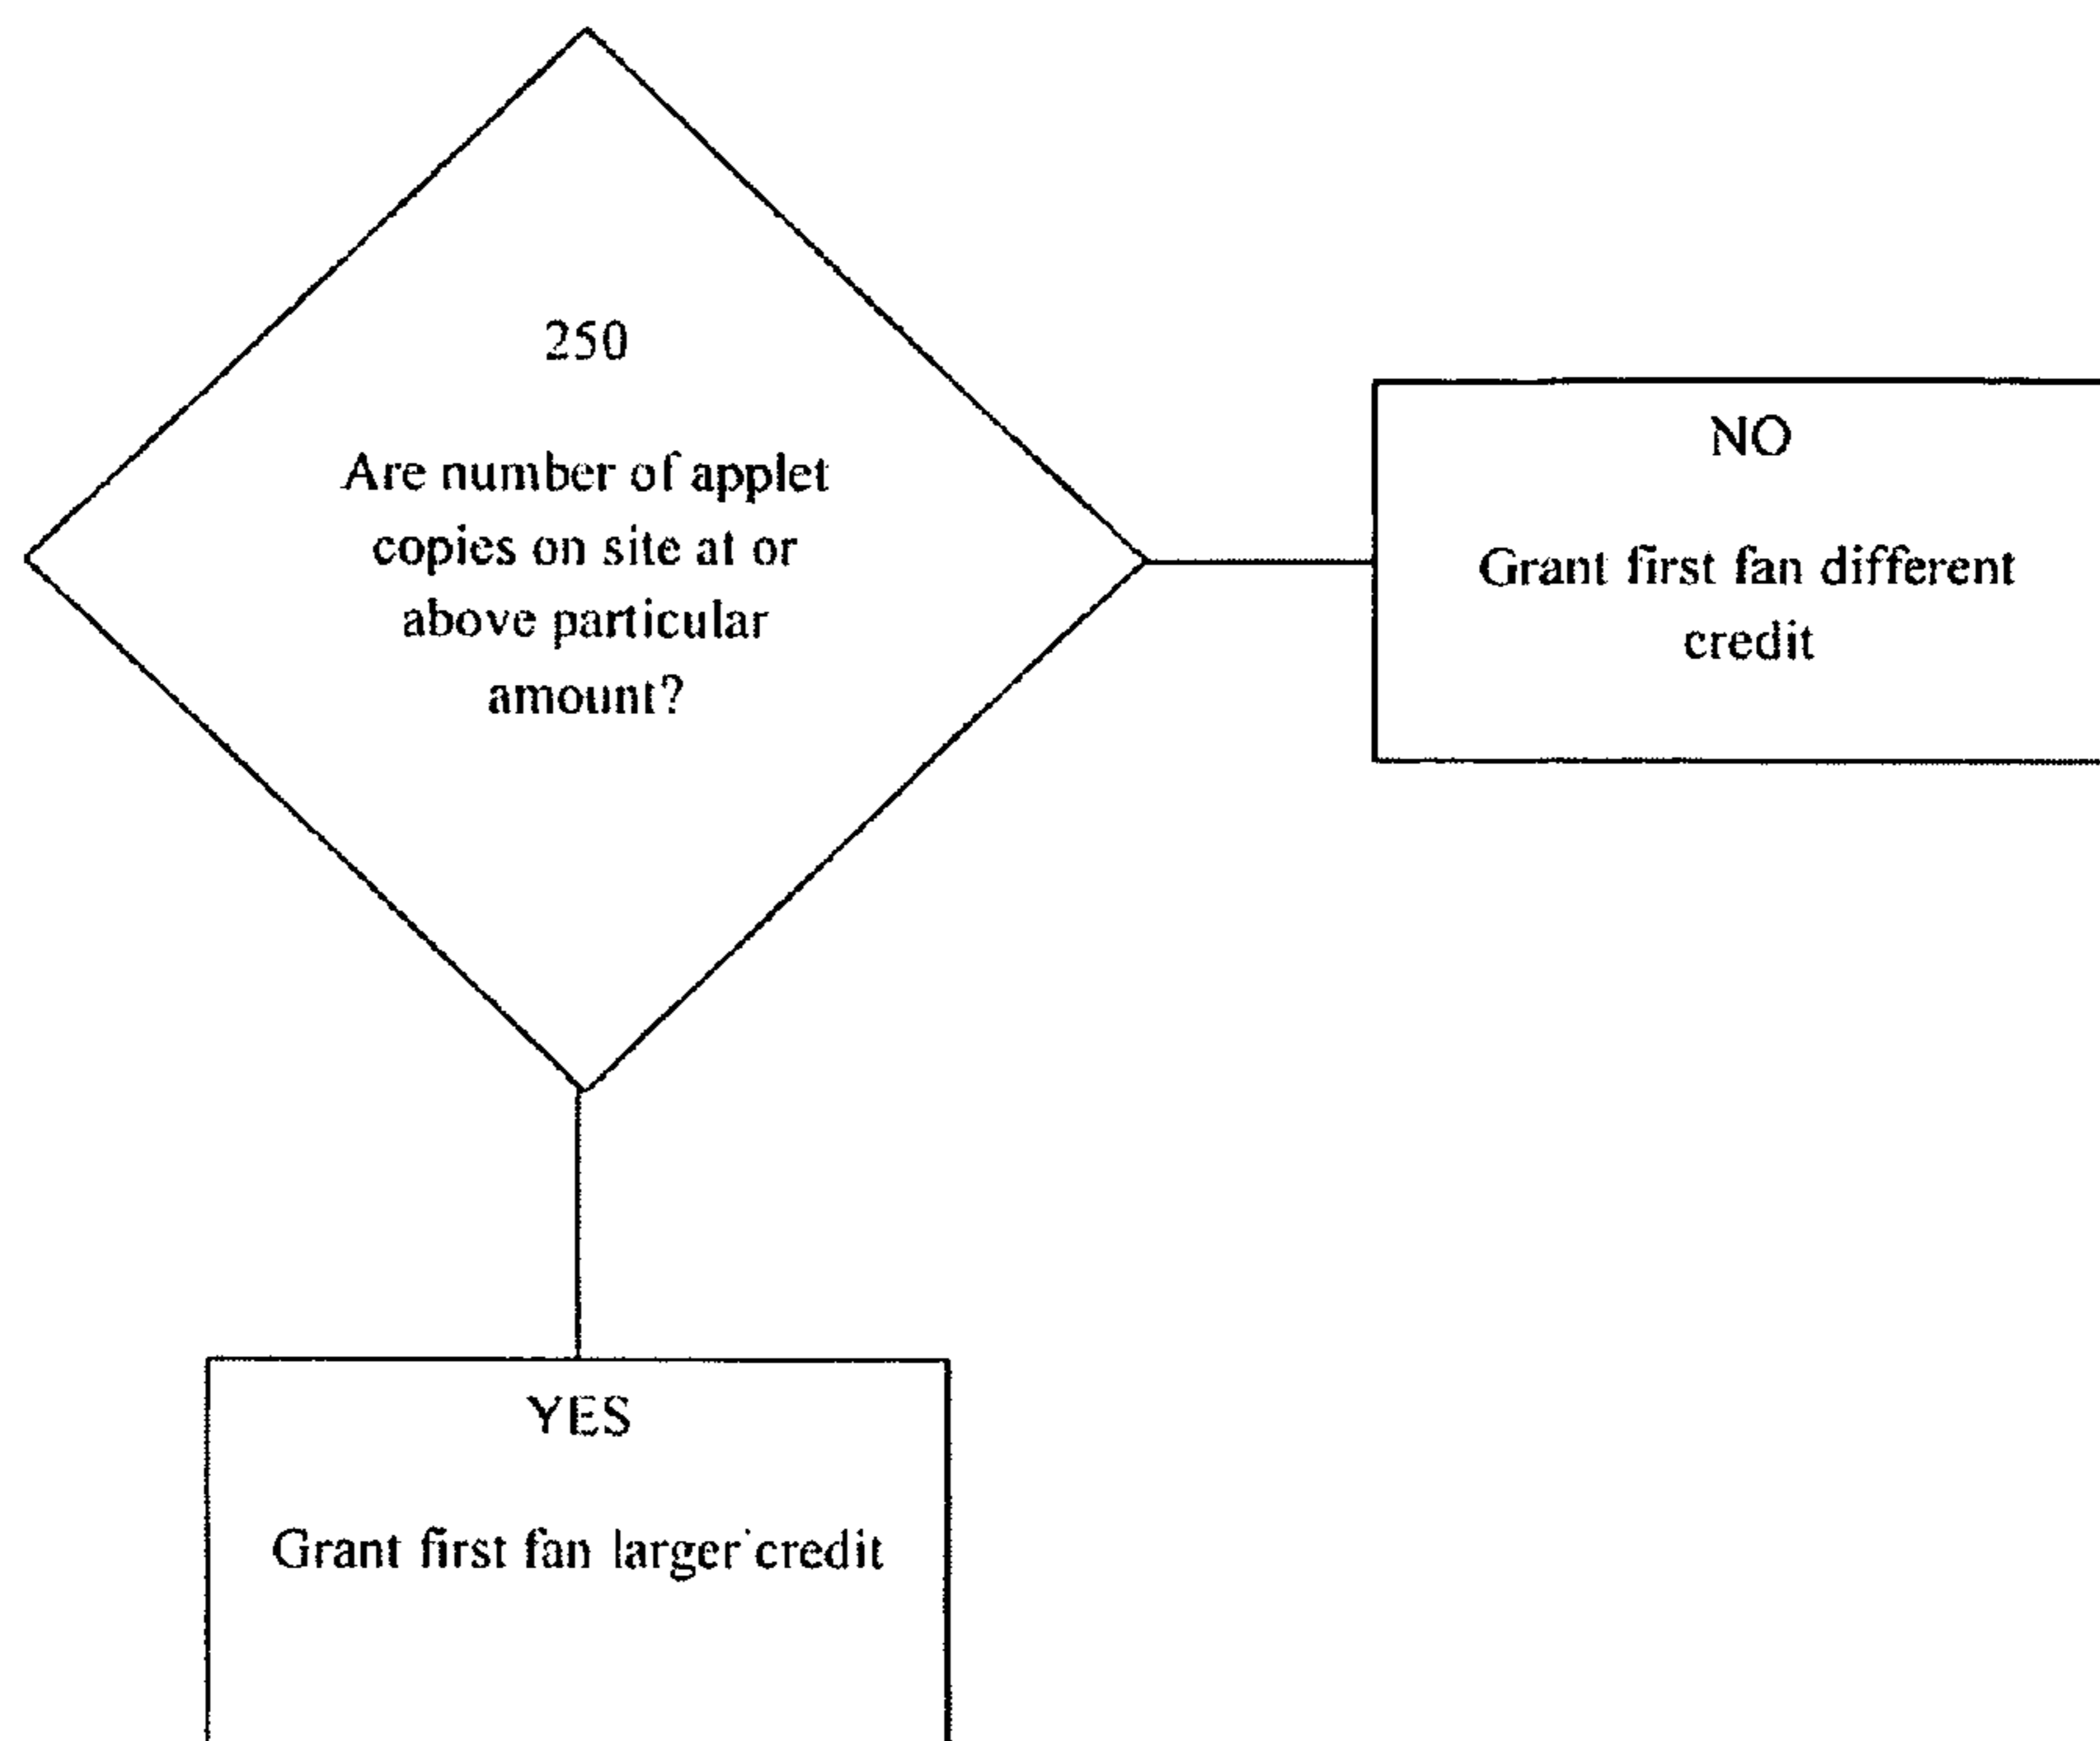 250
Are number of applet
copies on site at or
above particular
amount?
NO
Grant first fan different
credit
YES
Grant first fan larger credit